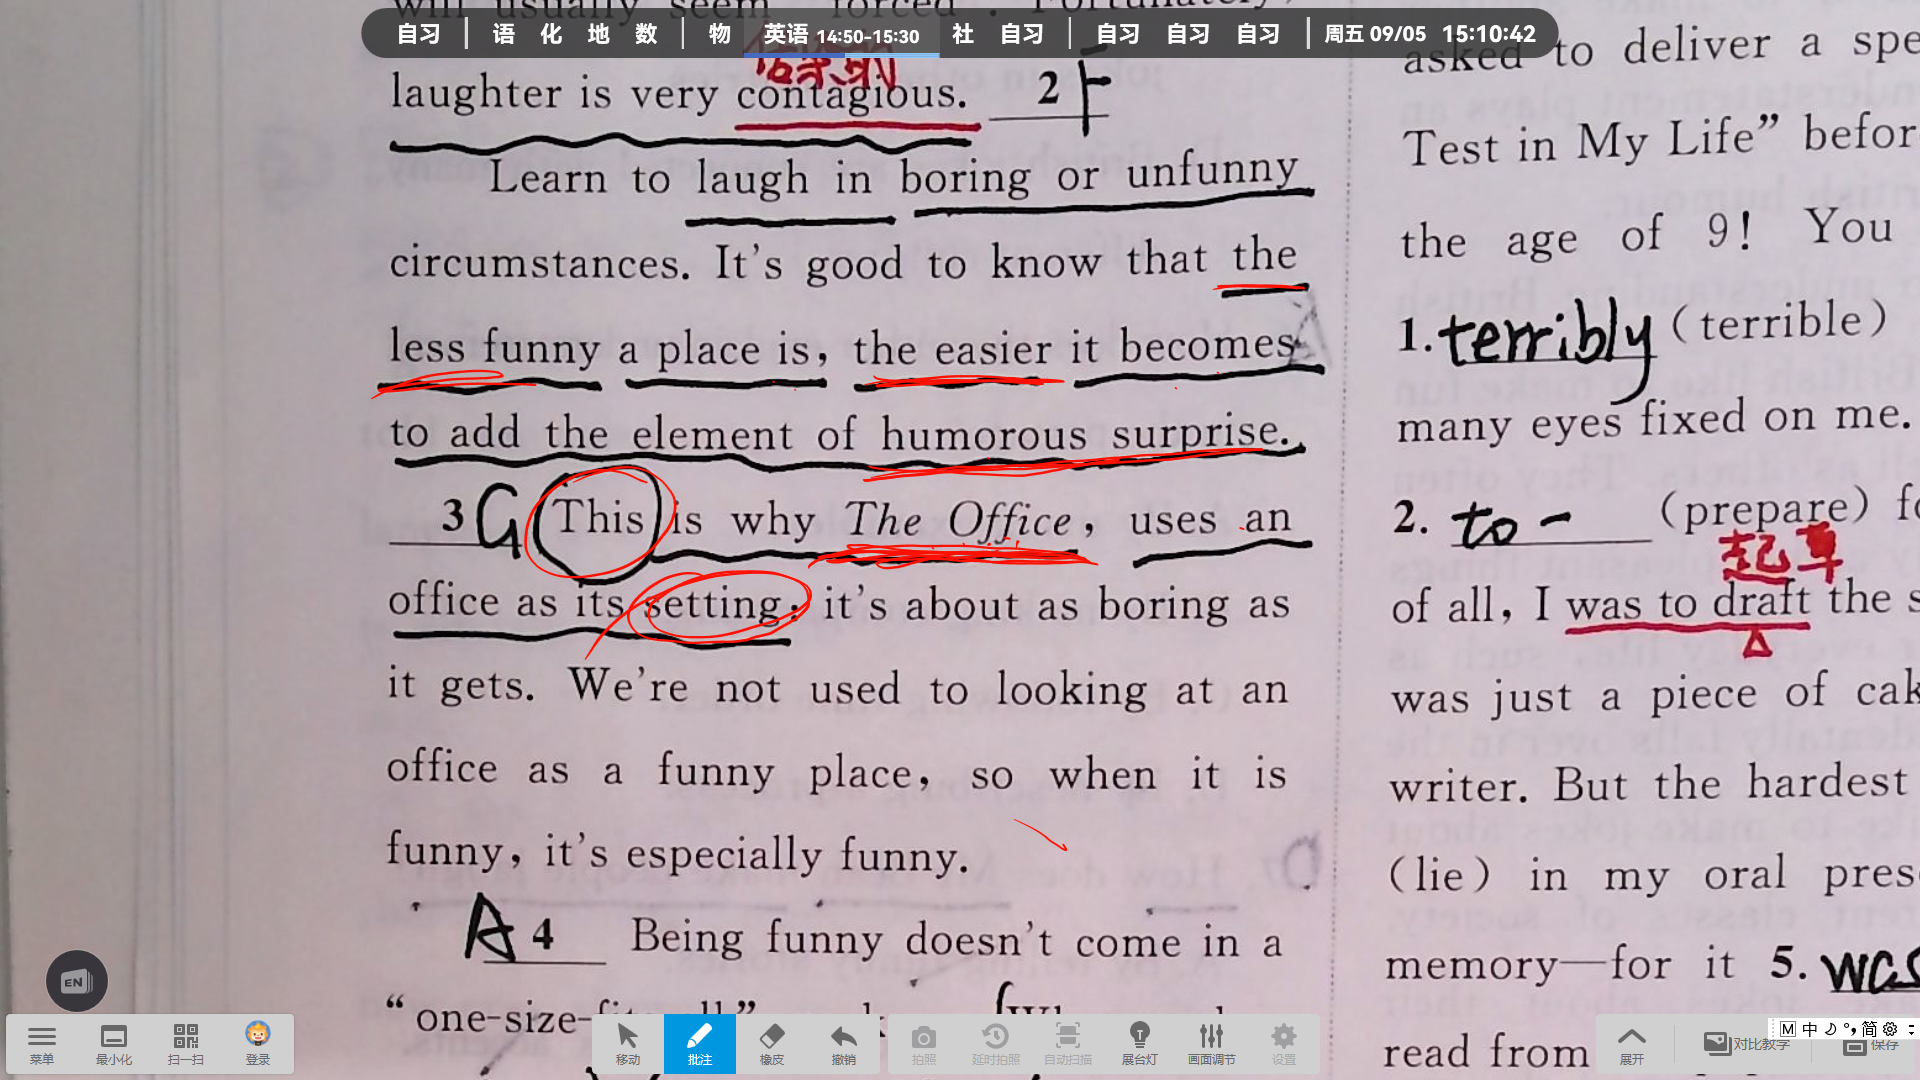 自习 | 语 化 地 数 | 物 英语 14:50-15:30 社 自习 | 自习 自习 自习 | 周五 09/05 15:10:42
laughter is very contagious. 2 F
Learn to laugh in boring or unfunny
circumstances. It's good to know that the
less funny a place is, the easier it becomes
to add the element of humorous surprise.
3 G This is why The Office, uses an
office as its setting: it's about as boring as
it gets. We're not used to looking at an
office as a funny place, so when it is
funny, it's especially funny.
A 4 Being funny doesn't come in a
"one-size-
asked to deliver a spe
Test in My Life" befor
the age of 9! You
1. terribly (terrible)
many eyes fixed on me.
2. to - (prepare) fo
起草
of all, I was to draft the s
was just a piece of cak
writer. But the hardest
(lie) in my oral pres
memory—for it 5. was
read from
EN
菜单 最小化 扫一扫 登录
移动 批注 橡皮 撤销
拍照 延时拍照 自动扫描 展台灯 画面调节 设置
展开 对比教学 保存
M 中 简